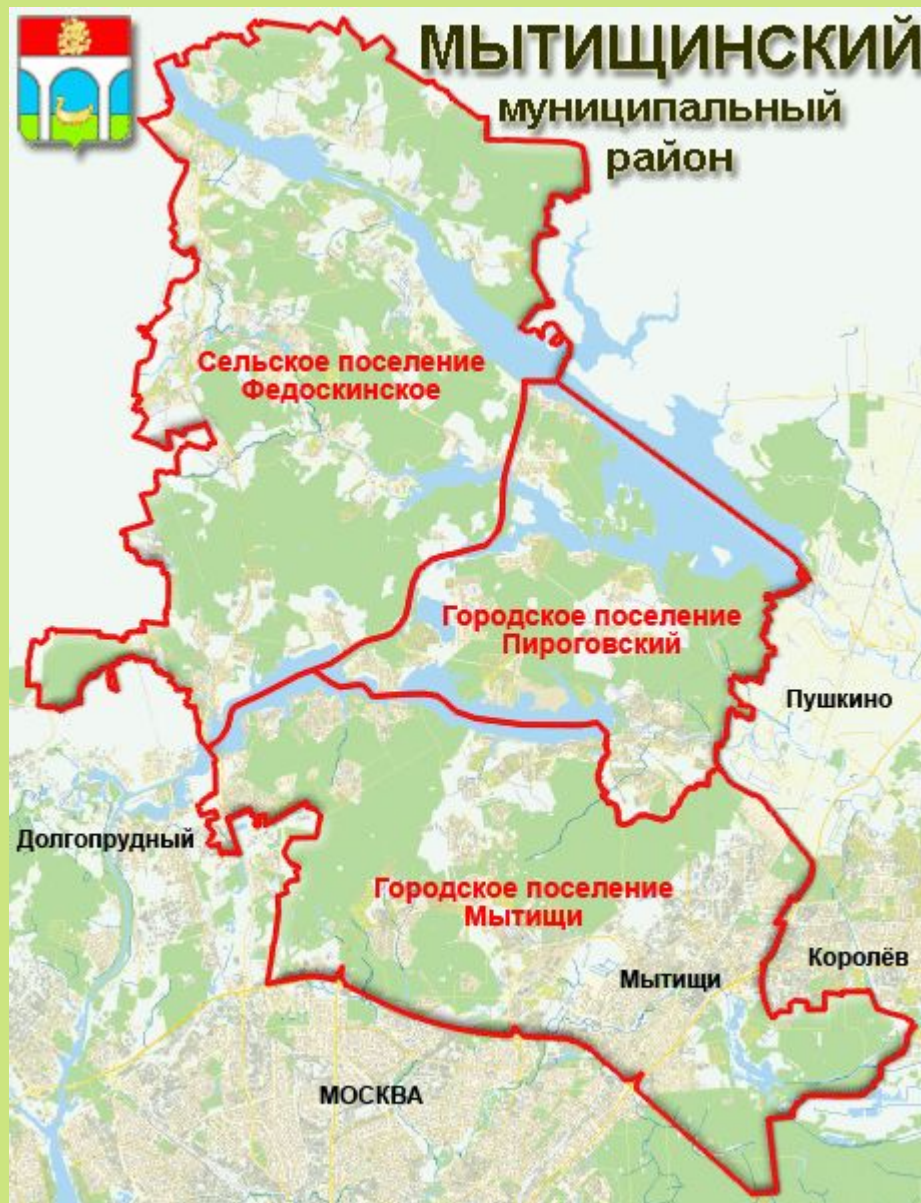 МЫТИЩИНСКИЙ
муниципальный
район
Сельское поселение
Федоскинское
Городское поселение
Пироговский
Пушкино
Долгопрудный
Городское поселение
Мытищи
Королёв
Мытищи
МОСКВА